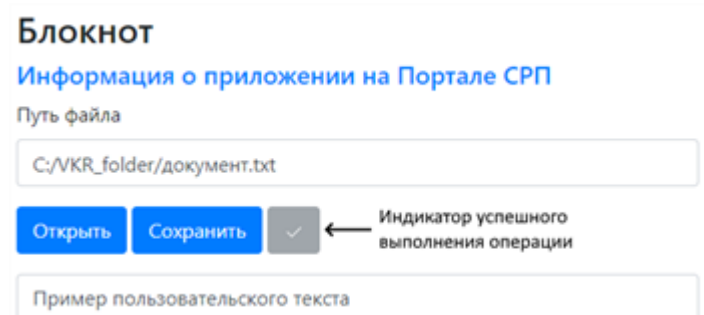 Блокнот
Информация о приложении на Портале СРП
Путь файла
C:/VKR_folder/документ.txt
Открыть Сохранить Индикатор успешного
выполнения операции
Пример пользовательского текста